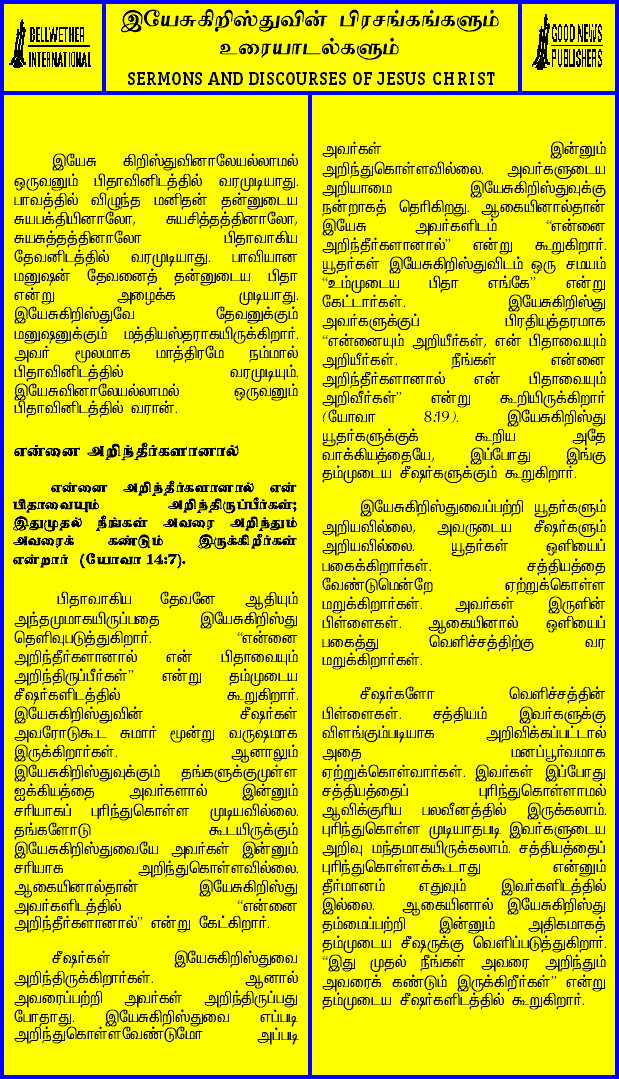 BELLWETHER
INTERNATIONAL
இயேசுகிறிஸ்துவின் பிரசங்கங்களும்
உரையாடல்களும்
SERMONS AND DISCOURSES OF JESUS CHRIST
GOOD NEWS
PUBLISHERS
இயேசு கிறிஸ்துவினாலேயல்லாமல்
ஒருவனும் பிதாவினிடத்தில் வரமுடியாது.
பாவத்தில் விழுந்த மனிதன் தன்னுடைய
சுயபக்தியினாலோ, சுயசித்தத்தினாலோ,
சுயசுத்தத்தினாலோ பிதாவாகிய
தேவனிடத்தில் வரமுடியாது. பாவியான
மனுஷன் தேவனைத் தன்னுடைய பிதா
என்று அழைக்க முடியாது.
இயேசுகிறிஸ்துவே தேவனுக்கும்
மனுஷனுக்கும் மத்தியஸ்தராகயிருக்கிறார்.
அவர் மூலமாக மாத்திரமே நம்மால்
பிதாவினிடத்தில் வரமுடியும்.
இயேசுவினாலேயல்லாமல் ஒருவனும்
பிதாவினிடத்தில் வரான்.
என்னை அறிந்தீர்களானால்
என்னை அறிந்தீர்களானால் என்
பிதாவையும் அறிந்திருப்பீர்கள்;
இதுமுதல் நீங்கள் அவரை அறிந்தும்
அவரைக் கண்டும் இருக்கிறீர்கள்
என்றார் (யோவா 14:7).
பிதாவாகிய தேவனே ஆதியும்
அந்தமுமாகயிருப்பதை இயேசுகிறிஸ்து
தெளிவுபடுத்துகிறார். “என்னை
அறிந்தீர்களானால் என் பிதாவையும்
அறிந்திருப்பீர்கள்” என்று தம்முடைய
சீஷர்களிடத்தில் கூறுகிறார்.
இயேசுகிறிஸ்துவின் சீஷர்கள்
அவரோடுகூட சுமார் மூன்று வருஷமாக
இருக்கிறார்கள். ஆனாலும்
இயேசுகிறிஸ்துவுக்கும் தங்களுக்குமுள்ள
ஐக்கியத்தை அவர்களால் இன்னும்
சரியாகப் புரிந்துகொள்ள முடியவில்லை.
தங்களோடு கூடயிருக்கும்
இயேசுகிறிஸ்துவையே அவர்கள் இன்னும்
சரியாக அறிந்துகொள்ளவில்லை.
ஆகையினால்தான் இயேசுகிறிஸ்து
அவர்களிடத்தில் “என்னை
அறிந்தீர்களானால்” என்று கேட்கிறார்.
சீஷர்கள் இயேசுகிறிஸ்துவை
அறிந்திருக்கிறார்கள். ஆனால்
அவரைப்பற்றி அவர்கள் அறிந்திருப்பது
போதாது. இயேசுகிறிஸ்துவை எப்படி
அறிந்துகொள்ளவேண்டுமோ அப்படி
அவர்கள் இன்னும்
அறிந்துகொள்ளவில்லை. அவர்களுடைய
அறியாமை இயேசுகிறிஸ்துவுக்கு
நன்றாகத் தெரிகிறது. ஆகையினால்தான்
இயேசு அவர்களிடம் “என்னை
அறிந்தீர்களானால்” என்று கூறுகிறார்.
யூதர்கள் இயேசுகிறிஸ்துவிடம் ஒரு சமயம்
“உம்முடைய பிதா எங்கே” என்று
கேட்டார்கள். இயேசுகிறிஸ்து
அவர்களுக்குப் பிரதியுத்தரமாக
“என்னையும் அறியீர்கள், என் பிதாவையும்
அறியீர்கள். நீங்கள் என்னை
அறிந்தீர்களானால் என் பிதாவையும்
அறிவீர்கள்” என்று கூறியிருக்கிறார்
(யோவா 8:19). இயேசுகிறிஸ்து
யூதர்களுக்குக் கூறிய அதே
வாக்கியத்தையே, இப்போது இங்கு
தம்முடைய சீஷர்களுக்கும் கூறுகிறார்.
இயேசுகிறிஸ்துவைப்பற்றி யூதர்களும்
அறியவில்லை, அவருடைய சீஷர்களும்
அறியவில்லை. யூதர்கள் ஒளியைப்
பகைக்கிறார்கள். சத்தியத்தை
வேண்டுமென்றே ஏற்றுக்கொள்ள
மறுக்கிறார்கள். அவர்கள் இருளின்
பிள்ளைகள். ஆகையினால் ஒளியைப்
பகைத்து வெளிச்சத்திற்கு வர
மறுக்கிறார்கள்.
சீஷர்களோ வெளிச்சத்தின்
பிள்ளைகள். சத்தியம் இவர்களுக்கு
விளங்கும்படியாக அறிவிக்கப்பட்டால்
அதை மனப்பூர்வமாக
ஏற்றுக்கொள்வார்கள். இவர்கள் இப்போது
சத்தியத்தைப் புரிந்துகொள்ளாமல்
ஆவிக்குரிய பலவீனத்தில் இருக்கலாம்.
புரிந்துகொள்ள முடியாதபடி இவர்களுடைய
அறிவு மந்தமாகயிருக்கலாம். சத்தியத்தைப்
புரிந்துகொள்ளக்கூடாது என்னும்
தீர்மானம் எதுவும் இவர்களிடத்தில்
இல்லை. ஆகையினால் இயேசுகிறிஸ்து
தம்மைப்பற்றி இன்னும் அதிகமாகத்
தம்முடைய சீஷருக்கு வெளிப்படுத்துகிறார்.
“இது முதல் நீங்கள் அவரை அறிந்தும்
அவரைக் கண்டும் இருக்கிறீர்கள்” என்று
தம்முடைய சீஷர்களிடத்தில் கூறுகிறார்.